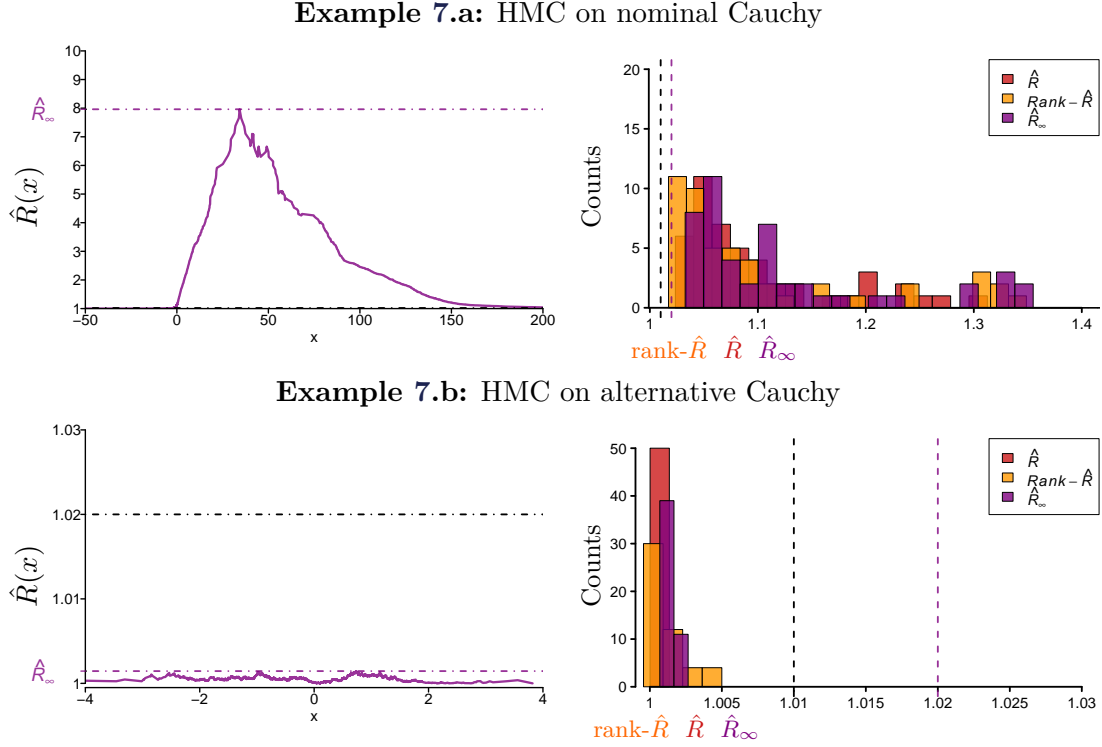 Example 7.a: HMC on nominal Cauchy
10
9
8
7
6
5
4
3
2
1
R̂∞
R̂(x)
−50 0 50 100 150 200
x
20
15
10
5
0
Counts
R̂
Rank − R̂
R̂∞
1 1.1 1.2 1.3 1.4
rank-R̂ R̂ R̂∞
Example 7.b: HMC on alternative Cauchy
1.03
1.02
1.01
1
R̂∞
R̂(x)
−4 −2 0 2 4
x
50
40
30
20
10
0
Counts
R̂
Rank − R̂
R̂∞
1 1.005 1.01 1.015 1.02 1.025 1.03
rank-R̂ R̂ R̂∞